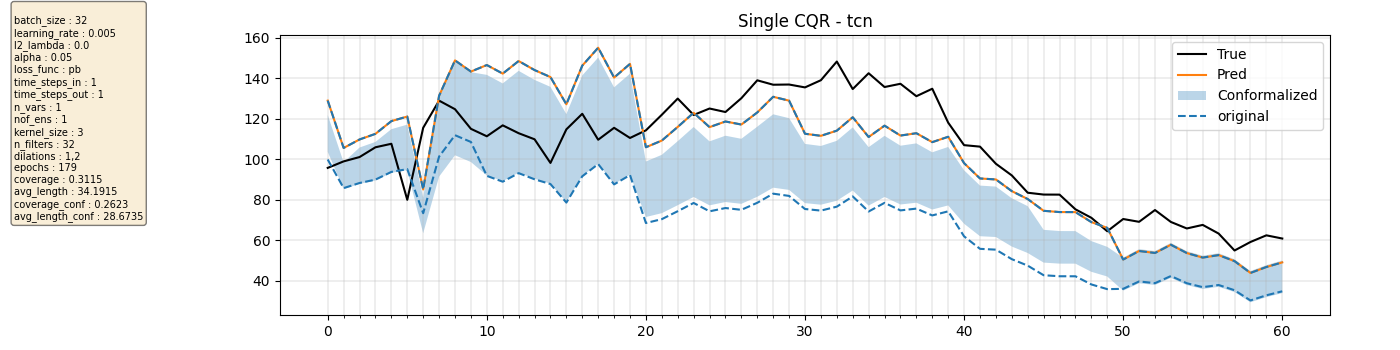 batch_size : 32
learning_rate : 0.005
l2_lambda : 0.0
alpha : 0.05
loss_func : pb
time_steps_in : 1
time_steps_out : 1
n_vars : 1
nof_ens : 1
kernel_size : 3
n_filters : 32
dilations : 1,2
epochs : 179
coverage : 0.3115
avg_length : 34.1915
coverage_conf : 0.2623
avg_length_conf : 28.6735
Single CQR - tcn
160
140
120
100
80
60
40
True
Pred
Conformalized
original
0 10 20 30 40 50 60